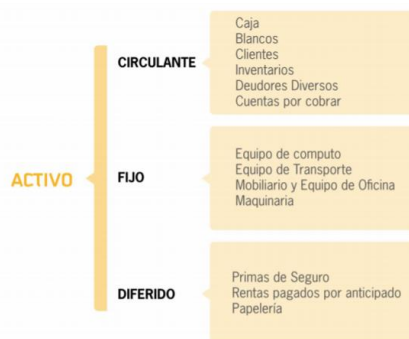 ACTIVO
CIRCULANTE
Caja
Blancos
Clientes
Inventarios
Deudores Diversos
Cuentas por cobrar
FIJO
Equipo de computo
Equipo de Transporte
Mobiliario y Equipo de Oficina
Maquinaria
DIFERIDO
Primas de Seguro
Rentas pagados por anticipado
Papelería